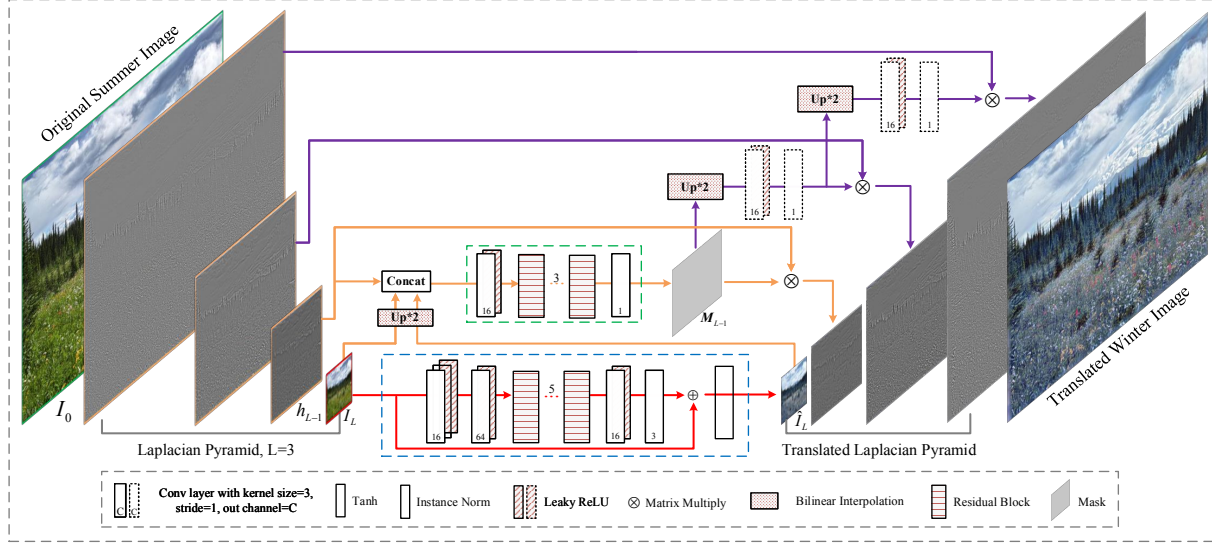 Original Summer Image
Up*2
16
1
Up*2
16
1
Concat
16
3
1
Up*2
M_{L-1}
I_0
h_{L-1}
I_L
16
64
5
16
3
Î_L
Translated Winter Image
Laplacian Pyramid, L=3
Translated Laplacian Pyramid
C
C
Conv layer with kernel size=3,
stride=1, out channel=C
Tanh
Instance Norm
Leaky ReLU
Matrix Multiply
Bilinear Interpolation
Residual Block
Mask